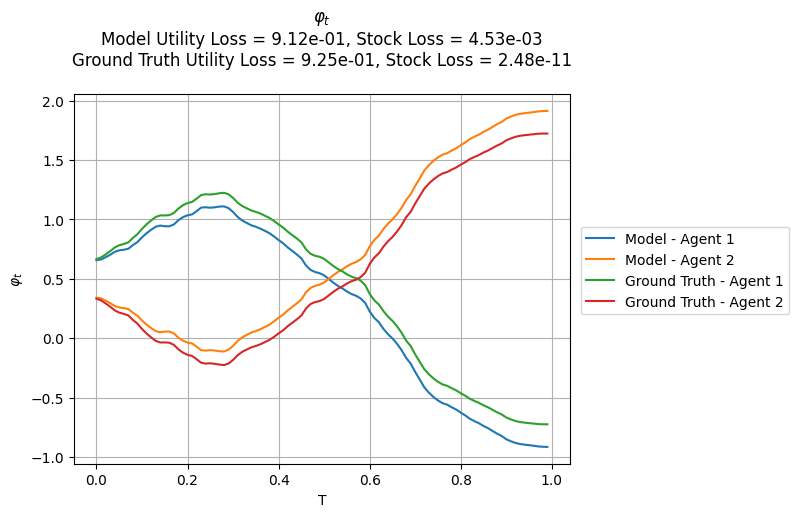 φₜ
Model Utility Loss = 9.12e-01, Stock Loss = 4.53e-03
Ground Truth Utility Loss = 9.25e-01, Stock Loss = 2.48e-11
2.0
1.5
1.0
0.5
0.0
−0.5
−1.0
φₜ
0.0 0.2 0.4 0.6 0.8 1.0
T
Model - Agent 1
Model - Agent 2
Ground Truth - Agent 1
Ground Truth - Agent 2